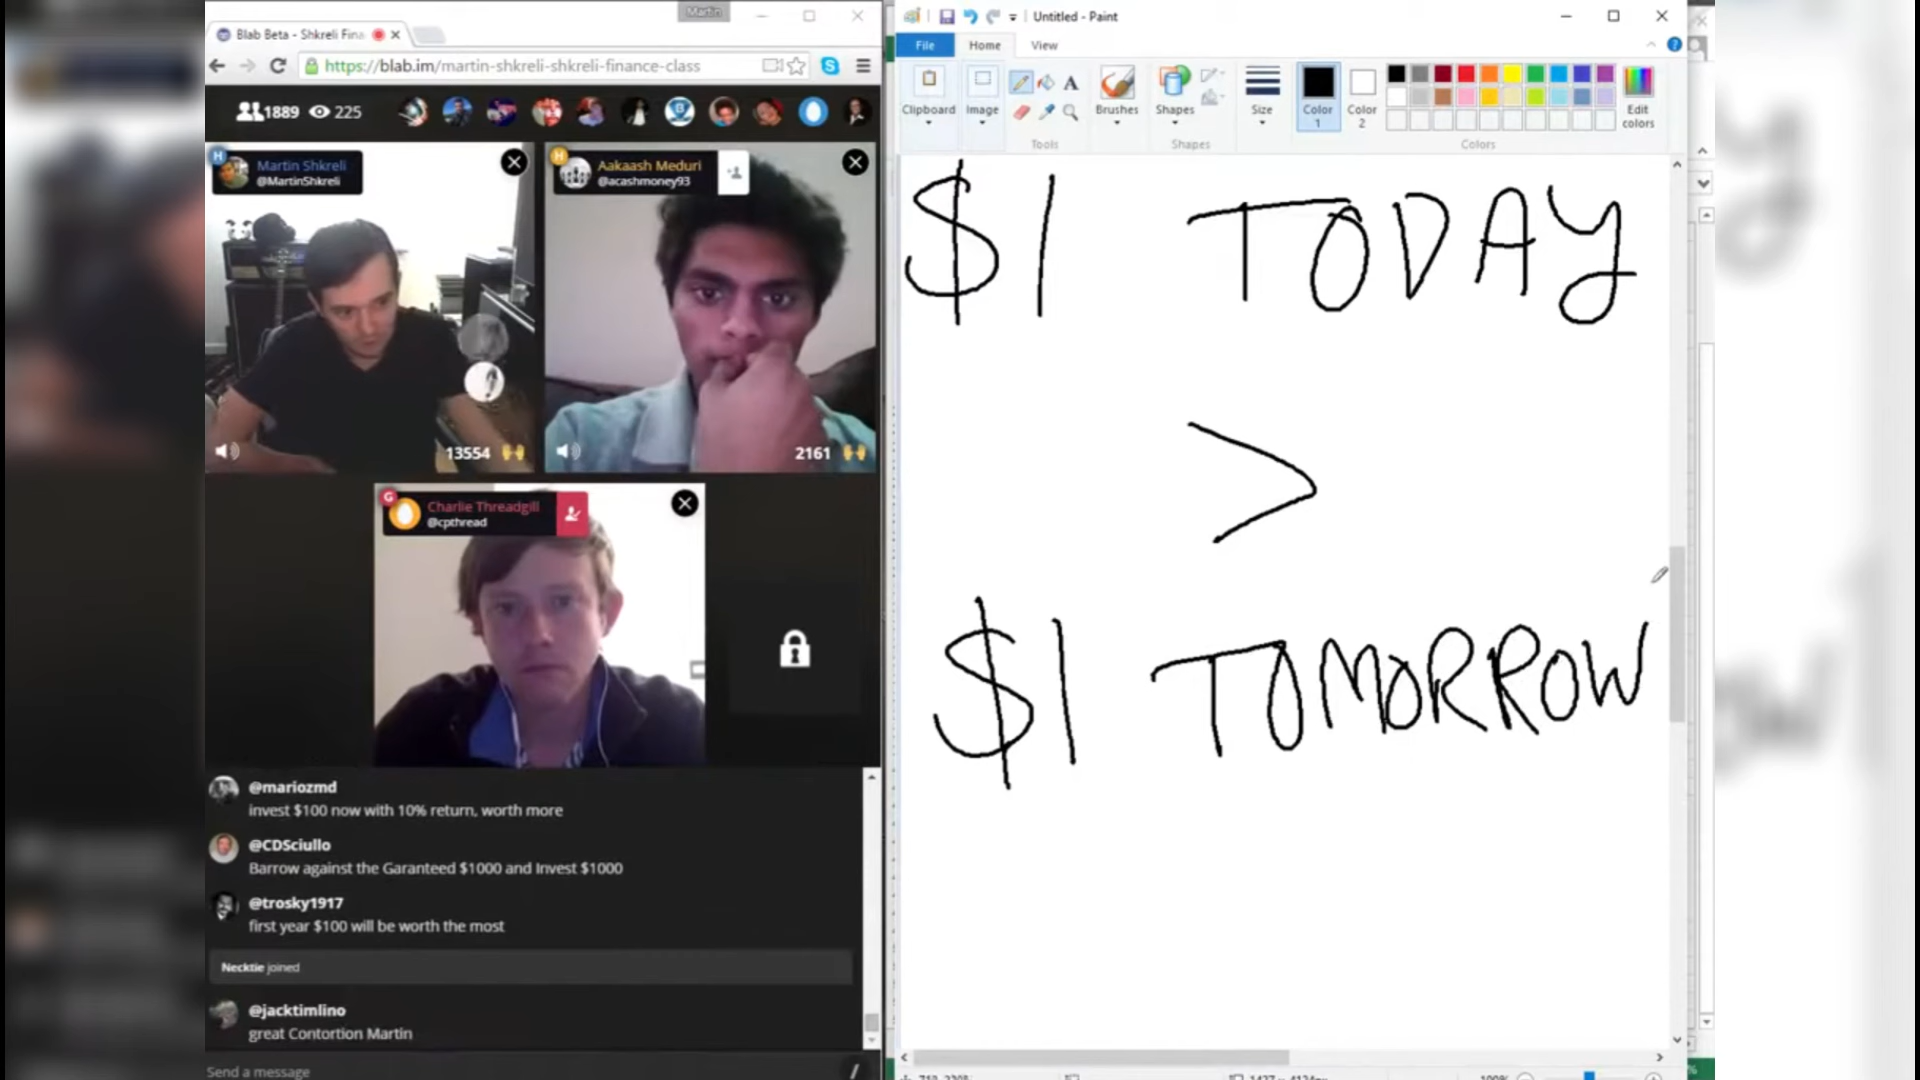 Martin
Blab Beta - Shkreli Fina
https://blab.im/martin-shkreli-shkreli-finance-class
1889 225
H
Martin Shkreli
@MartinShkreli
13554
H
Aakaash Meduri
@acashmoney93
2161
G
Charlie Threadgill
@cpthread
@mariozmd
invest $100 now with 10% return, worth more
@CDSciullo
Barrow against the Garanteed $1000 and Invest $1000
@trosky1917
first year $100 will be worth the most
Necktie joined
@jacktimlino
great Contortion Martin
Send a message /
Untitled - Paint
File Home View
Clipboard
Image
Tools
Brushes
Shapes
Shapes
Size
Color
1
Color
2
Edit
colors
Colors
$1 TODAY
>
$1 TOMORROW
100%